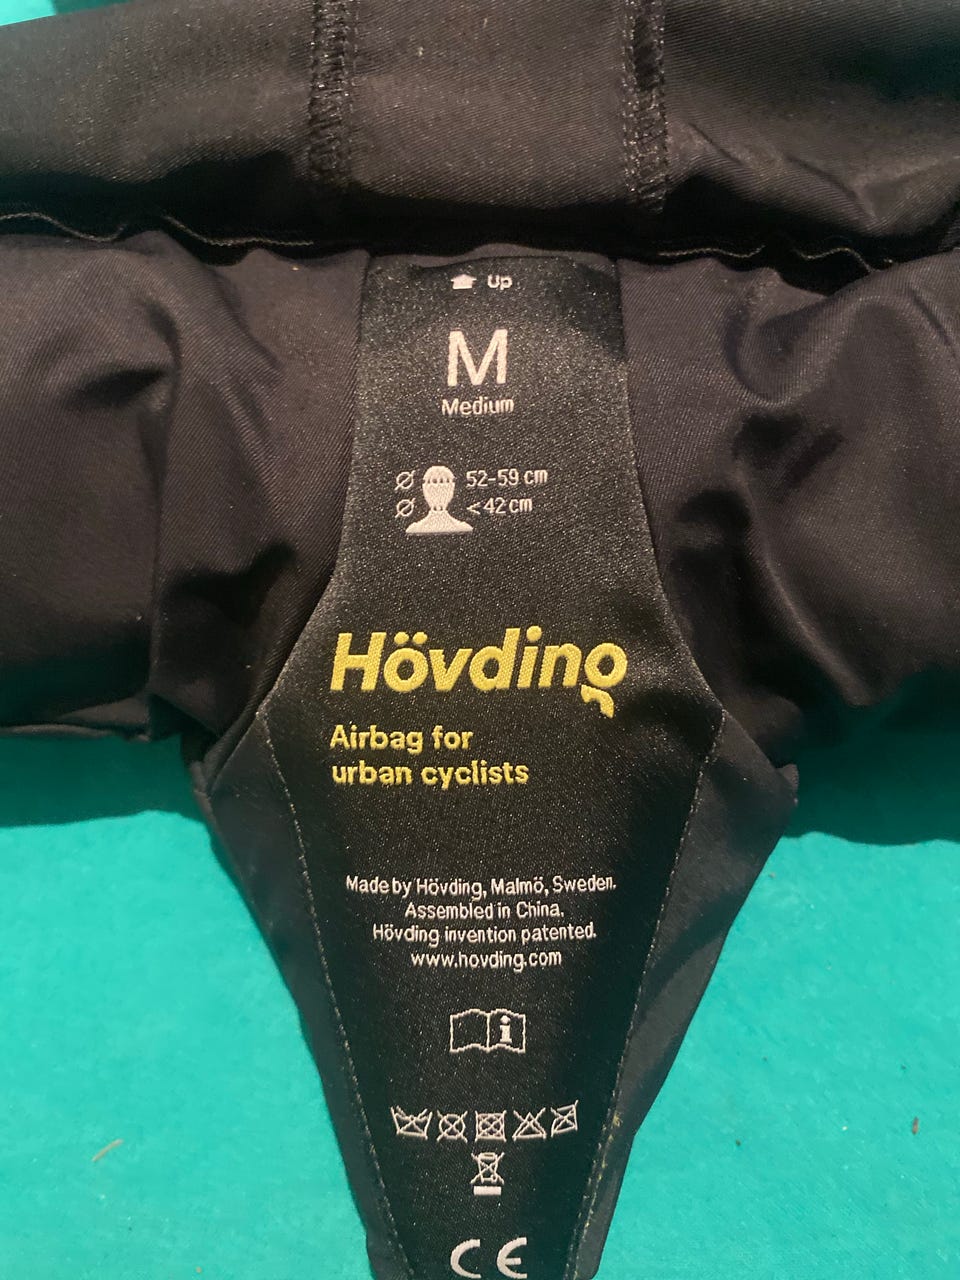 Up
M
Medium
Ø 52-59 cm
Ø <42 cm
Hövding
Airbag for
urban cyclists
Made by Hövding, Malmö, Sweden.
Assembled in China.
Hövding invention patented.
www.hovding.com
i
CE